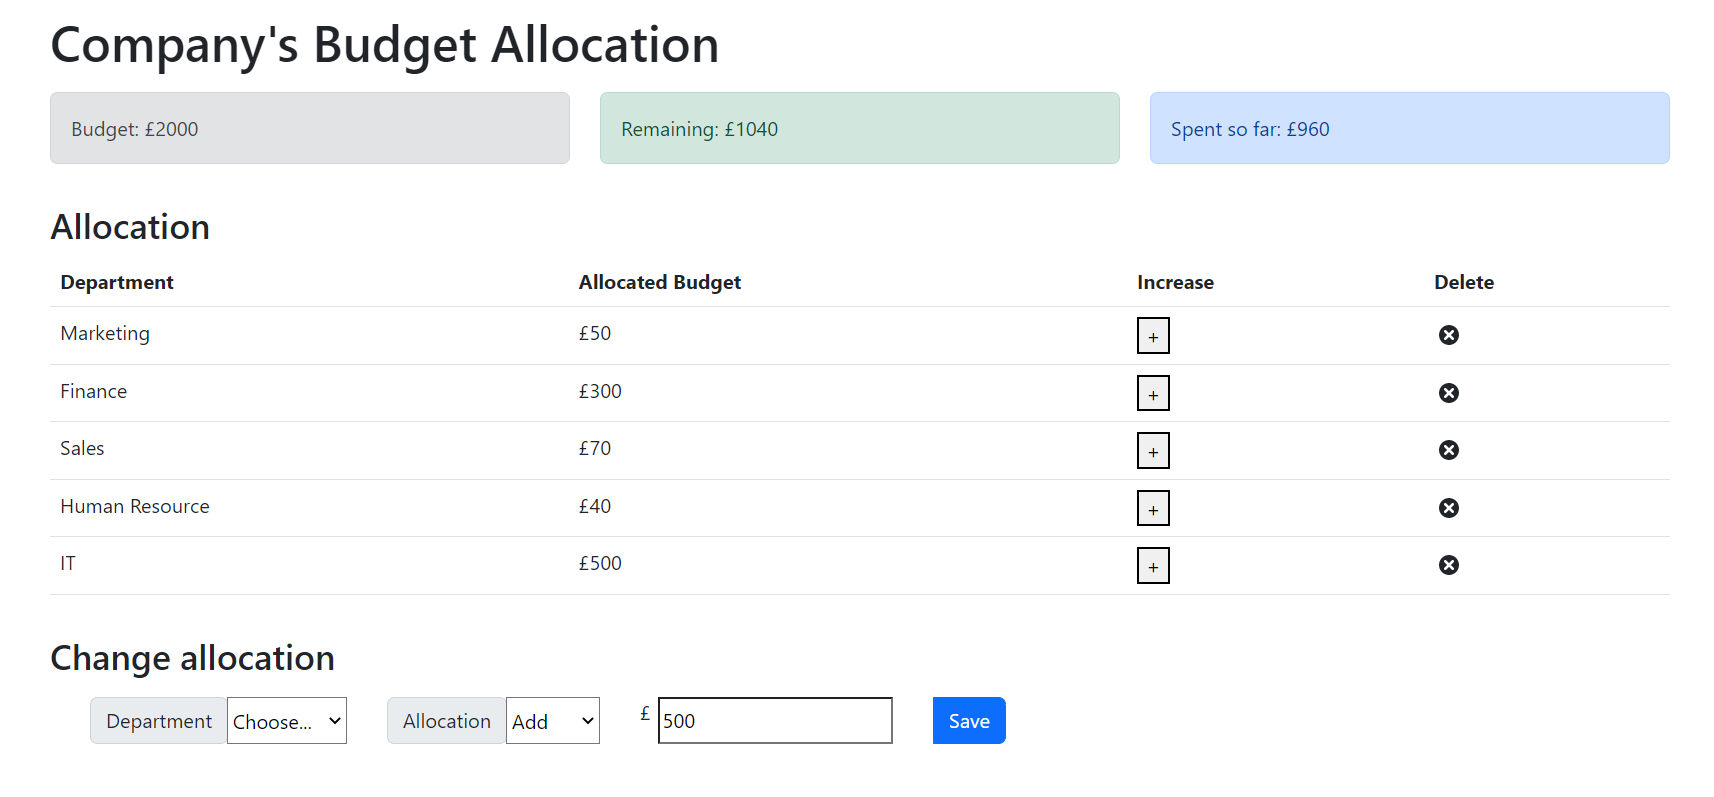 Company's Budget Allocation
Budget: £2000 Remaining: £1040 Spent so far: £960
Allocation
Department Allocated Budget Increase Delete
Marketing £50 +
Finance £300 +
Sales £70 +
Human Resource £40 +
IT £500 +
Change allocation
Department Choose... Allocation Add £ 500 Save